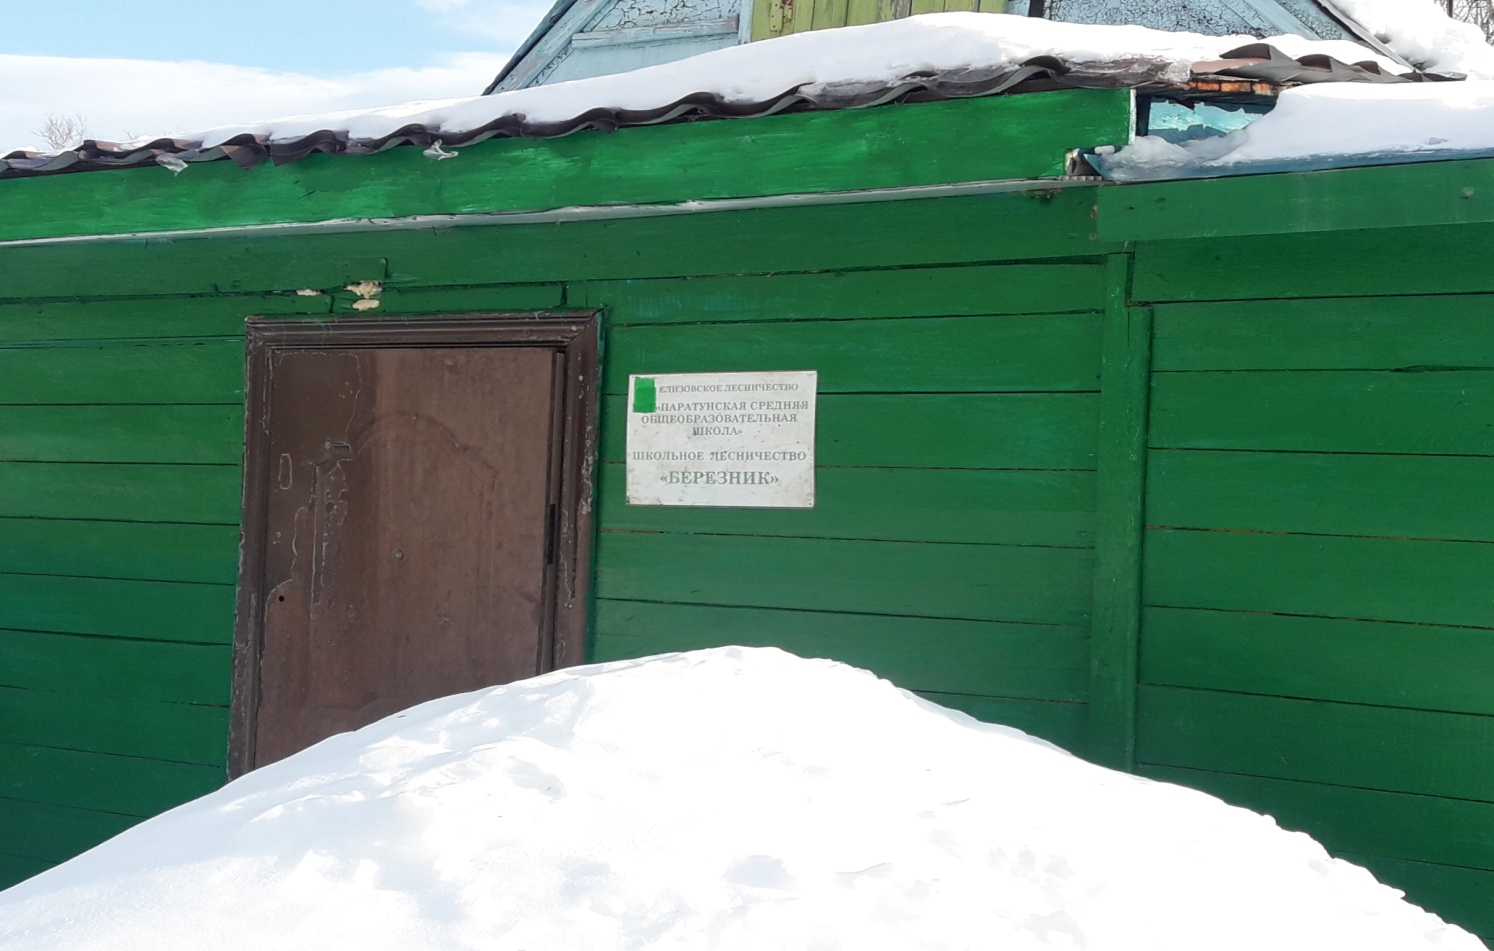 ЕЛИЗОВСКОЕ ЛЕСНИЧЕСТВО
«ПАРАТУНСКАЯ СРЕДНЯЯ
ОБЩЕОБРАЗОВАТЕЛЬНАЯ
ШКОЛА»
ШКОЛЬНОЕ ЛЕСНИЧЕСТВО
«БЕРЕЗНИК»